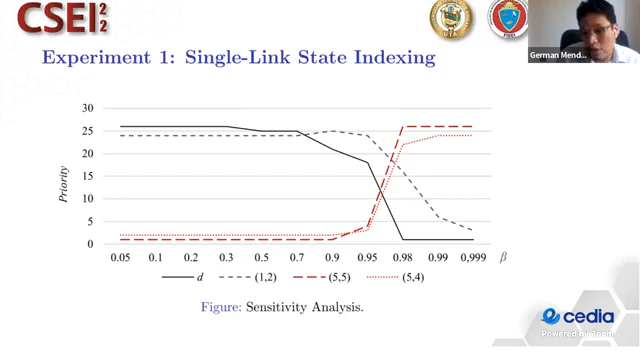 CSEI 2
2
UTA
FISEI
German Mend...
Experiment 1: Single-Link State Indexing
30
25
20
15
10
5
0
Priority
0.05 0.1 0.2 0.3 0.5 0.7 0.9 0.95 0.98 0.99 0,999 β
d (1,2) (5,5) (5,4)
Figure: Sensitivity Analysis.
cedia
Powered by Zoom